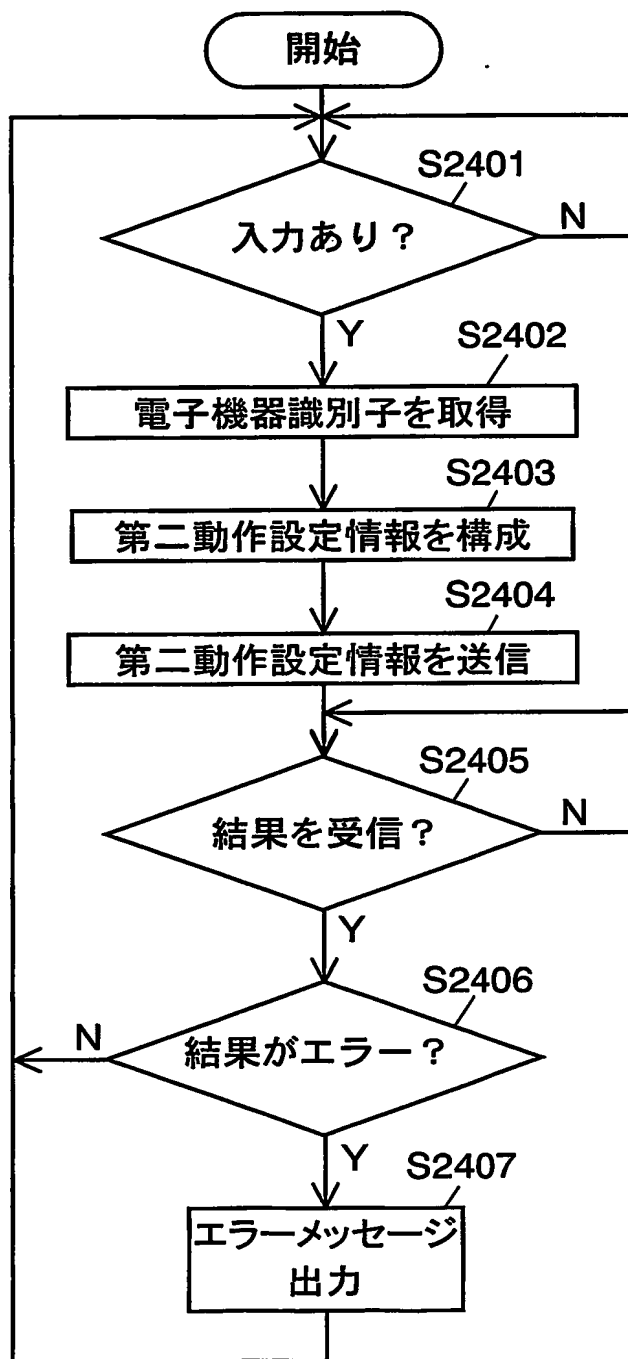 開始
S2401
入力あり?
N
Y
S2402
電子機器識別子を取得
S2403
第二動作設定情報を構成
S2404
第二動作設定情報を送信
S2405
結果を受信?
N
Y
S2406
結果がエラー?
N
Y
S2407
エラーメッセージ
出力